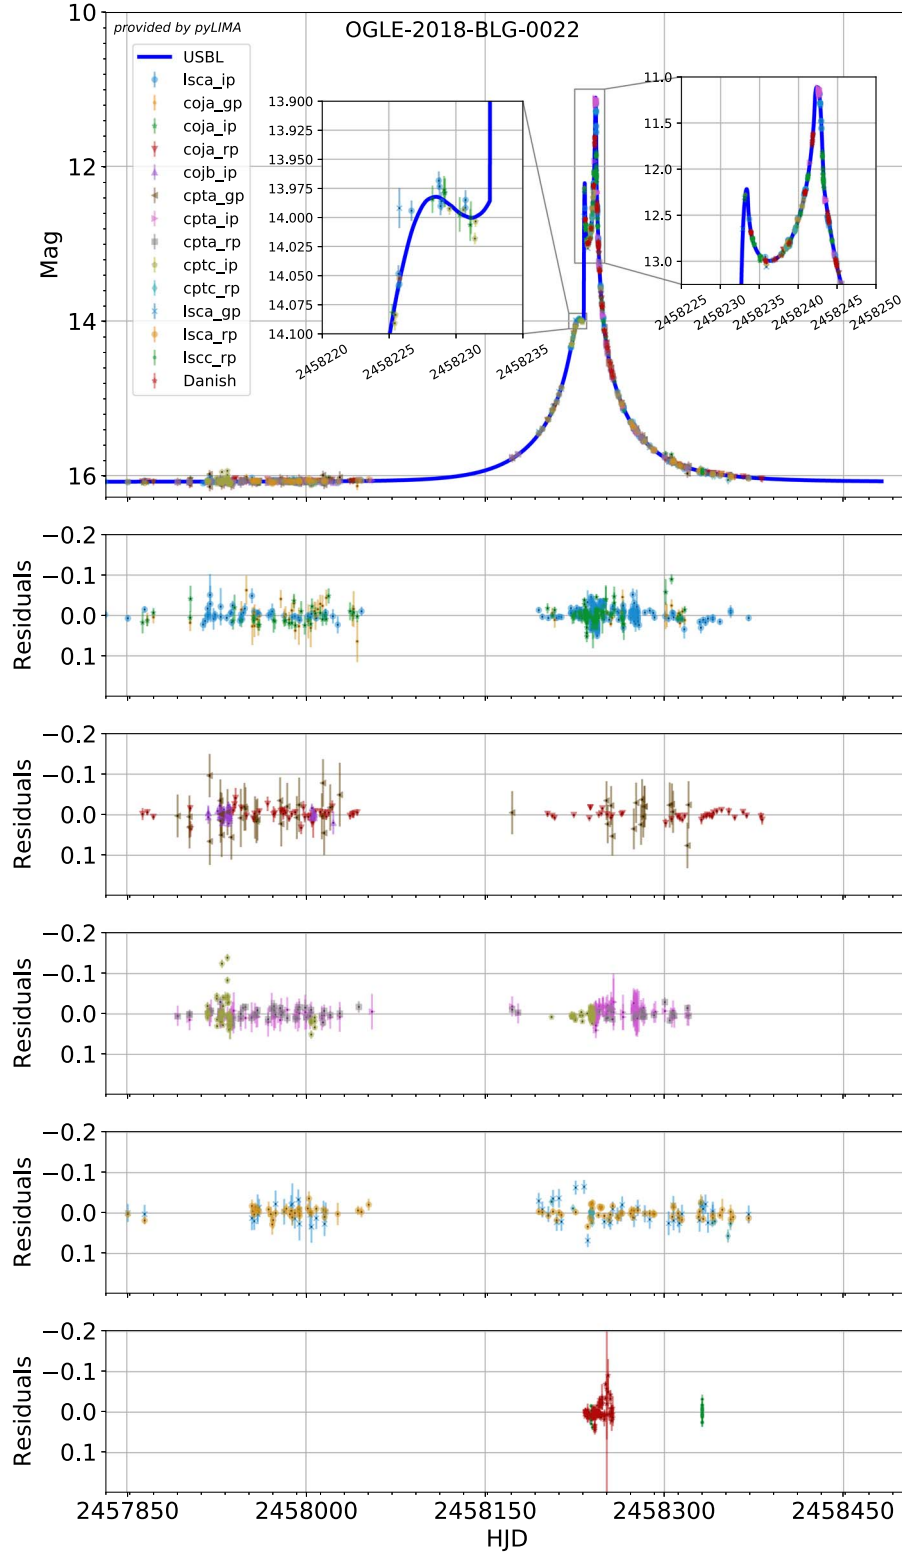 provided by pyLIMA
OGLE-2018-BLG-0022
USBL
lsca_ip
coja_gp
coja_ip
coja_rp
cojb_ip
cpta_gp
cpta_ip
cpta_rp
cptc_ip
cptc_rp
lsca_gp
lsca_rp
lscc_rp
Danish
Mag
10
12
14
16
13.900
13.925
13.950
13.975
14.000
14.025
14.050
14.075
14.100
2458220
2458225
2458230
2458235
11.0
11.5
12.0
12.5
13.0
2458225
2458230
2458235
2458240
2458245
2458250
Residuals
−0.2
−0.1
0.0
0.1
Residuals
−0.2
−0.1
0.0
0.1
Residuals
−0.2
−0.1
0.0
0.1
Residuals
−0.2
−0.1
0.0
0.1
Residuals
−0.2
−0.1
0.0
0.1
2457850
2458000
2458150
2458300
2458450
HJD